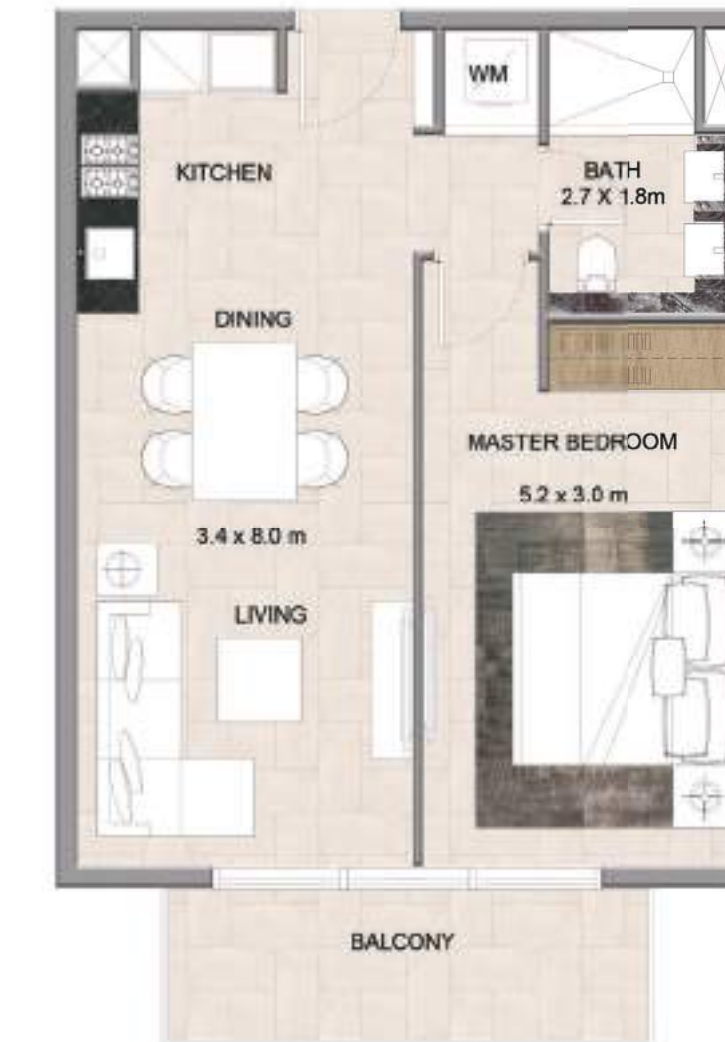 WM
KITCHEN
BATH
2.7 X 1.8m
DINING
MASTER BEDROOM
5.2 x 3.0 m
3.4 x 8.0 m
LIVING
BALCONY